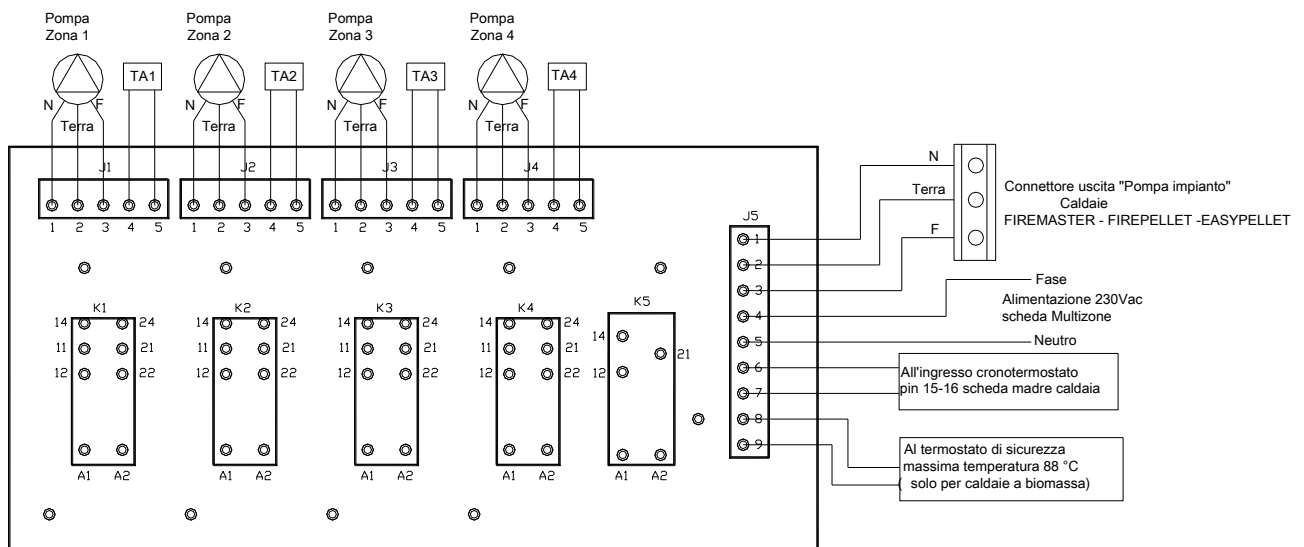 Pompa
Zona 1
Pompa
Zona 2
Pompa
Zona 3
Pompa
Zona 4
TA1
TA2
TA3
TA4
N F
N F
N F
N F
Terra
Terra
Terra
Terra
J1
J2
J3
J4
1 2 3 4 5
1 2 3 4 5
1 2 3 4 5
1 2 3 4 5
J5
1
2
3
4
5
6
7
8
9
N
Terra
F
Connettore uscita "Pompa impianto"
Caldaie
FIREMASTER - FIREPELLET -EASYPELLET
Fase
Alimentazione 230Vac
scheda Multizone
Neutro
All'ingresso cronotermostato
pin 15-16 scheda madre caldaia
Al termostato di sicurezza
massima temperatura 88 °C
( solo per caldaie a biomassa)
K1
14 24
11 21
12 22
A1 A2
K2
14 24
11 21
12 22
A1 A2
K3
14 24
11 21
12 22
A1 A2
K4
14 24
11 21
12 22
A1 A2
K5
14
21
12
A1 A2